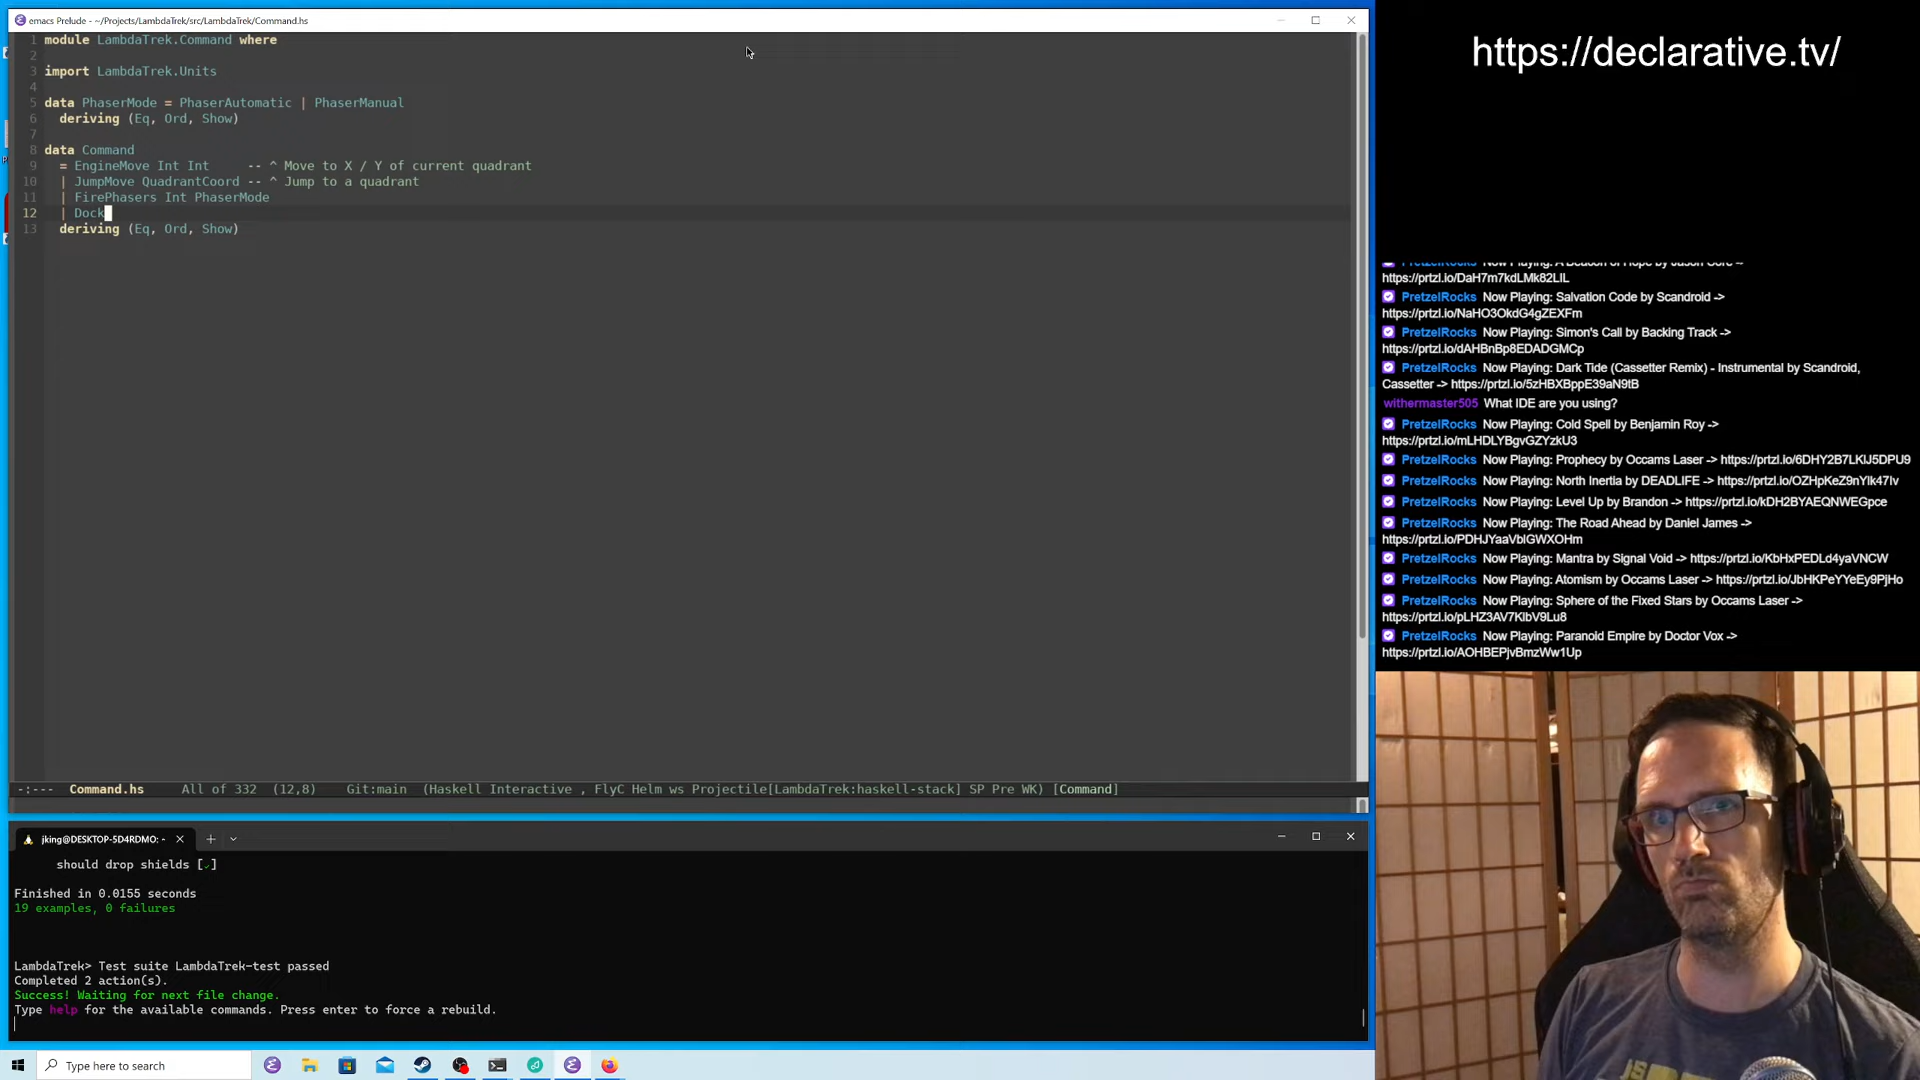 emacs Prelude - ~/Projects/LambdaTrek/src/LambdaTrek/Command.hs
1 module LambdaTrek.Command where
2
3 import LambdaTrek.Units
4
5 data PhaserMode = PhaserAutomatic | PhaserManual
6 deriving (Eq, Ord, Show)
7
8 data Command
9 = EngineMove Int Int -- ^ Move to X / Y of current quadrant
10 | JumpMove QuadrantCoord -- ^ Jump to a quadrant
11 | FirePhasers Int PhaserMode
12 | Dock
13 deriving (Eq, Ord, Show)
-:--- Command.hs All of 332 (12,8) Git:main (Haskell Interactive , FlyC Helm ws Projectile[LambdaTrek:haskell-stack] SP Pre WK) [Command]
jking@DESKTOP-5D4RDMO: ~
should drop shields [✓]
Finished in 0.0155 seconds
19 examples, 0 failures
LambdaTrek> Test suite LambdaTrek-test passed
Completed 2 action(s).
Success! Waiting for next file change.
Type help for the available commands. Press enter to force a rebuild.
Type here to search
https://declarative.tv/
PretzelRocks Now Playing: A Beacon of Hope by Jason Gore ->
https://prtzl.io/DaH7m7kdLMk82LlL
PretzelRocks Now Playing: Salvation Code by Scandroid ->
https://prtzl.io/NaHO3OkdG4gZEXFm
PretzelRocks Now Playing: Simon's Call by Backing Track ->
https://prtzl.io/dAHBnBp8EDADGMCp
PretzelRocks Now Playing: Dark Tide (Cassetter Remix) - Instrumental by Scandroid,
Cassetter -> https://prtzl.io/5zHBXBppE39aN9tB
withermaster505 What IDE are you using?
PretzelRocks Now Playing: Cold Spell by Benjamin Roy ->
https://prtzl.io/mLHDLYBgvGZYzkU3
PretzelRocks Now Playing: Prophecy by Occams Laser -> https://prtzl.io/6DHY2B7LKlJ5DPU9
PretzelRocks Now Playing: North Inertia by DEADLIFE -> https://prtzl.io/OZHpKeZ9nYlk47Iv
PretzelRocks Now Playing: Level Up by Brandon -> https://prtzl.io/kDH2BYAEQNWEGpce
PretzelRocks Now Playing: The Road Ahead by Daniel James ->
https://prtzl.io/PDHJYaaVblGWXOHm
PretzelRocks Now Playing: Mantra by Signal Void -> https://prtzl.io/KbHxPEDLd4yaVNCW
PretzelRocks Now Playing: Atomism by Occams Laser -> https://prtzl.io/JbHKPeYYeEy9PjHo
PretzelRocks Now Playing: Sphere of the Fixed Stars by Occams Laser ->
https://prtzl.io/pLHZ3AV7KlbV9Lu8
PretzelRocks Now Playing: Paranoid Empire by Doctor Vox ->
https://prtzl.io/AOHBEPjvBmzWw1Up